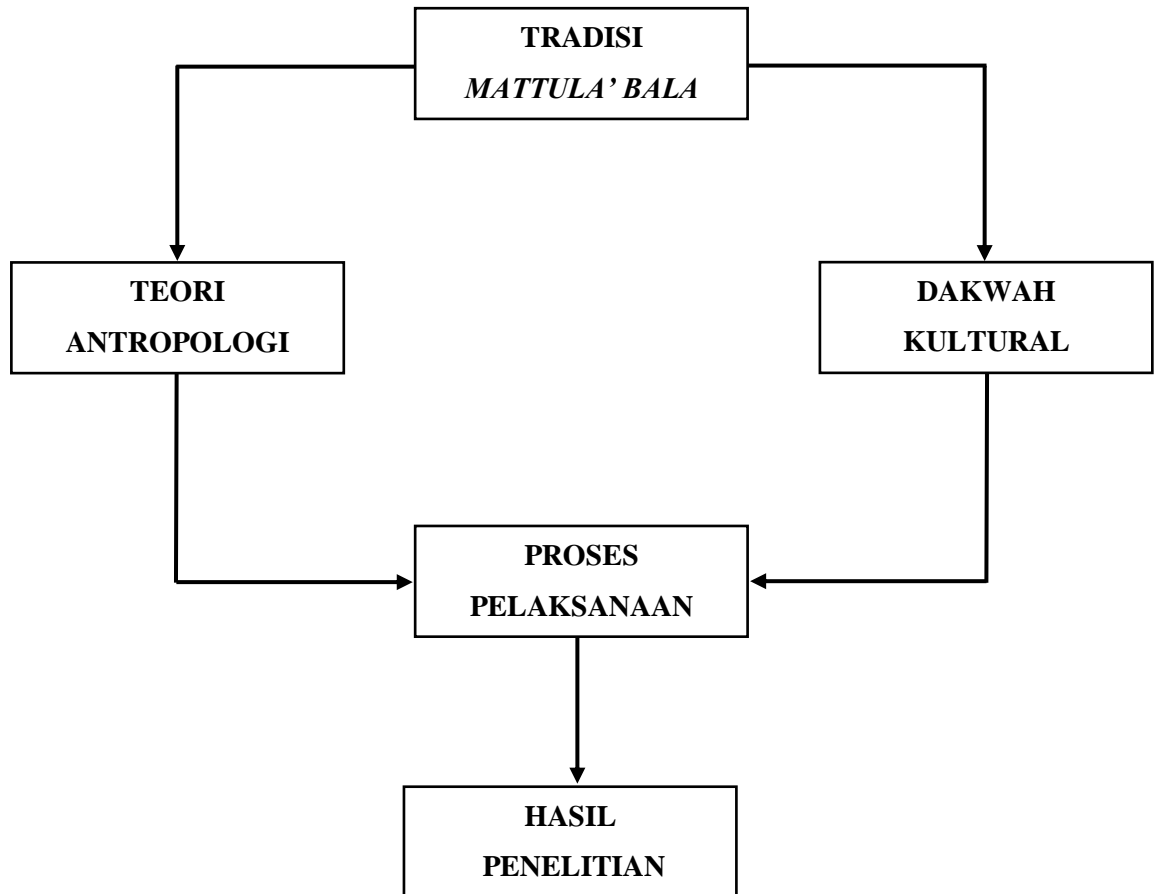 TRADISI
MATTULA’ BALA
TEORI
ANTROPOLOGI
DAKWAH
KULTURAL
PROSES
PELAKSANAAN
HASIL
PENELITIAN